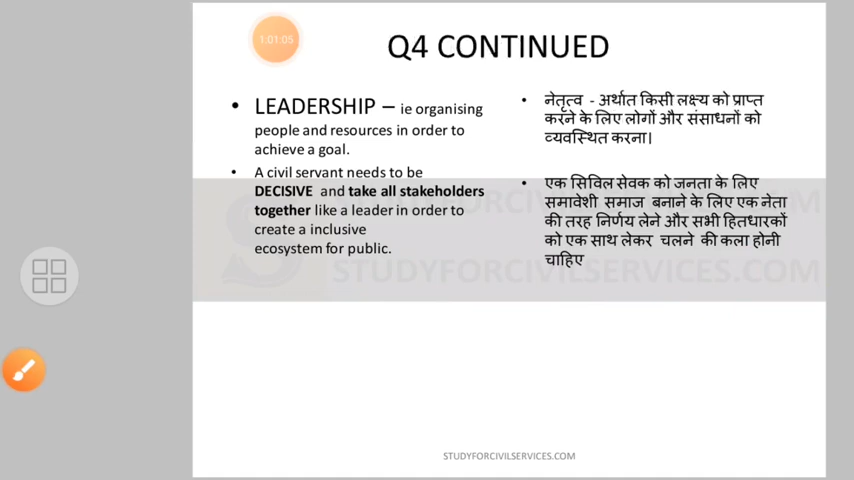 1:01:05
Q4 CONTINUED
• LEADERSHIP – ie organising
people and resources in order to
achieve a goal.
• A civil servant needs to be
DECISIVE and take all stakeholders
together like a leader in order to
create a inclusive
ecosystem for public.
• नेतृत्व - अर्थात किसी लक्ष्य को प्राप्त
करने के लिए लोगों और संसाधनों को
व्यवस्थित करना।
• एक सिविल सेवक को जनता के लिए
समावेशी समाज बनाने के लिए एक नेता
की तरह निर्णय लेने और सभी हितधारकों
को एक साथ लेकर चलने की कला होनी
चाहिए
STUDYFORCIVILSERVICES.COM
STUDYFORCIVILSERVICES.COM